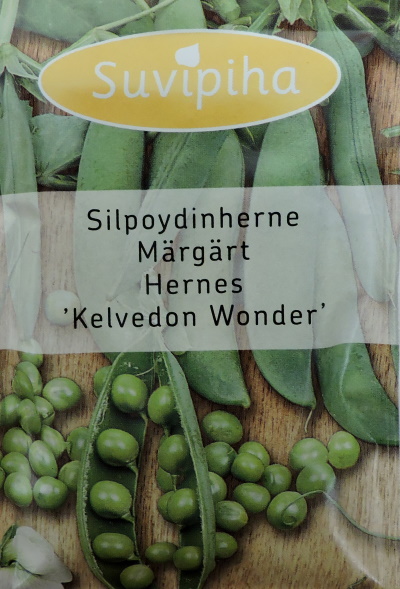 Suvipiha
Silpoydinherne
Märgärt
Hernes
’Kelvedon Wonder’